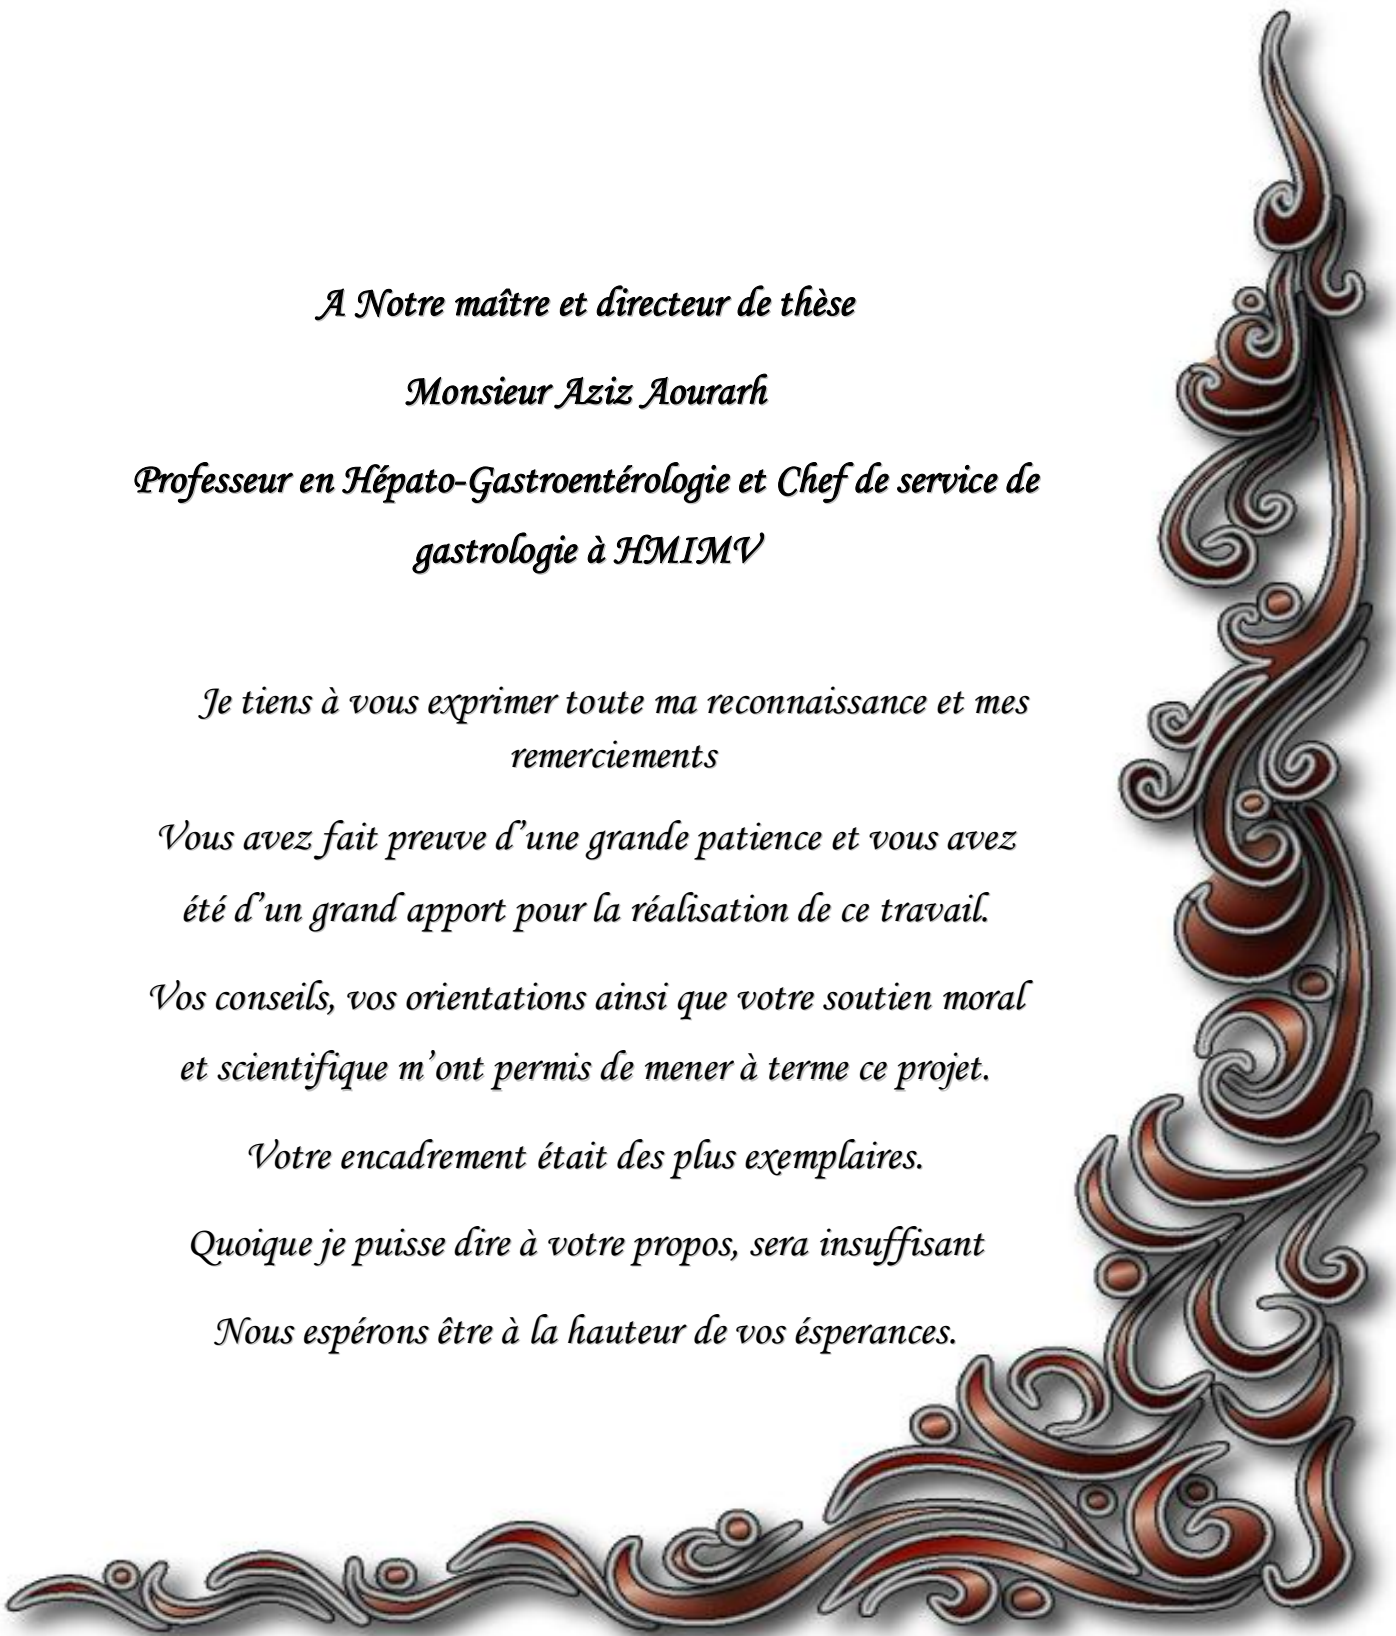 A Notre maître et directeur de thèse
Monsieur Aziz Aourarh
Professeur en Hépato-Gastroentérologie et Chef de service de
gastrologie à HMIMV
Je tiens à vous exprimer toute ma reconnaissance et mes
remerciements
Vous avez fait preuve d’une grande patience et vous avez
été d’un grand apport pour la réalisation de ce travail.
Vos conseils, vos orientations ainsi que votre soutien moral
et scientifique m’ont permis de mener à terme ce projet.
Votre encadrement était des plus exemplaires.
Quoique je puisse dire à votre propos, sera insuffisant
Nous espérons être à la hauteur de vos ésperances.